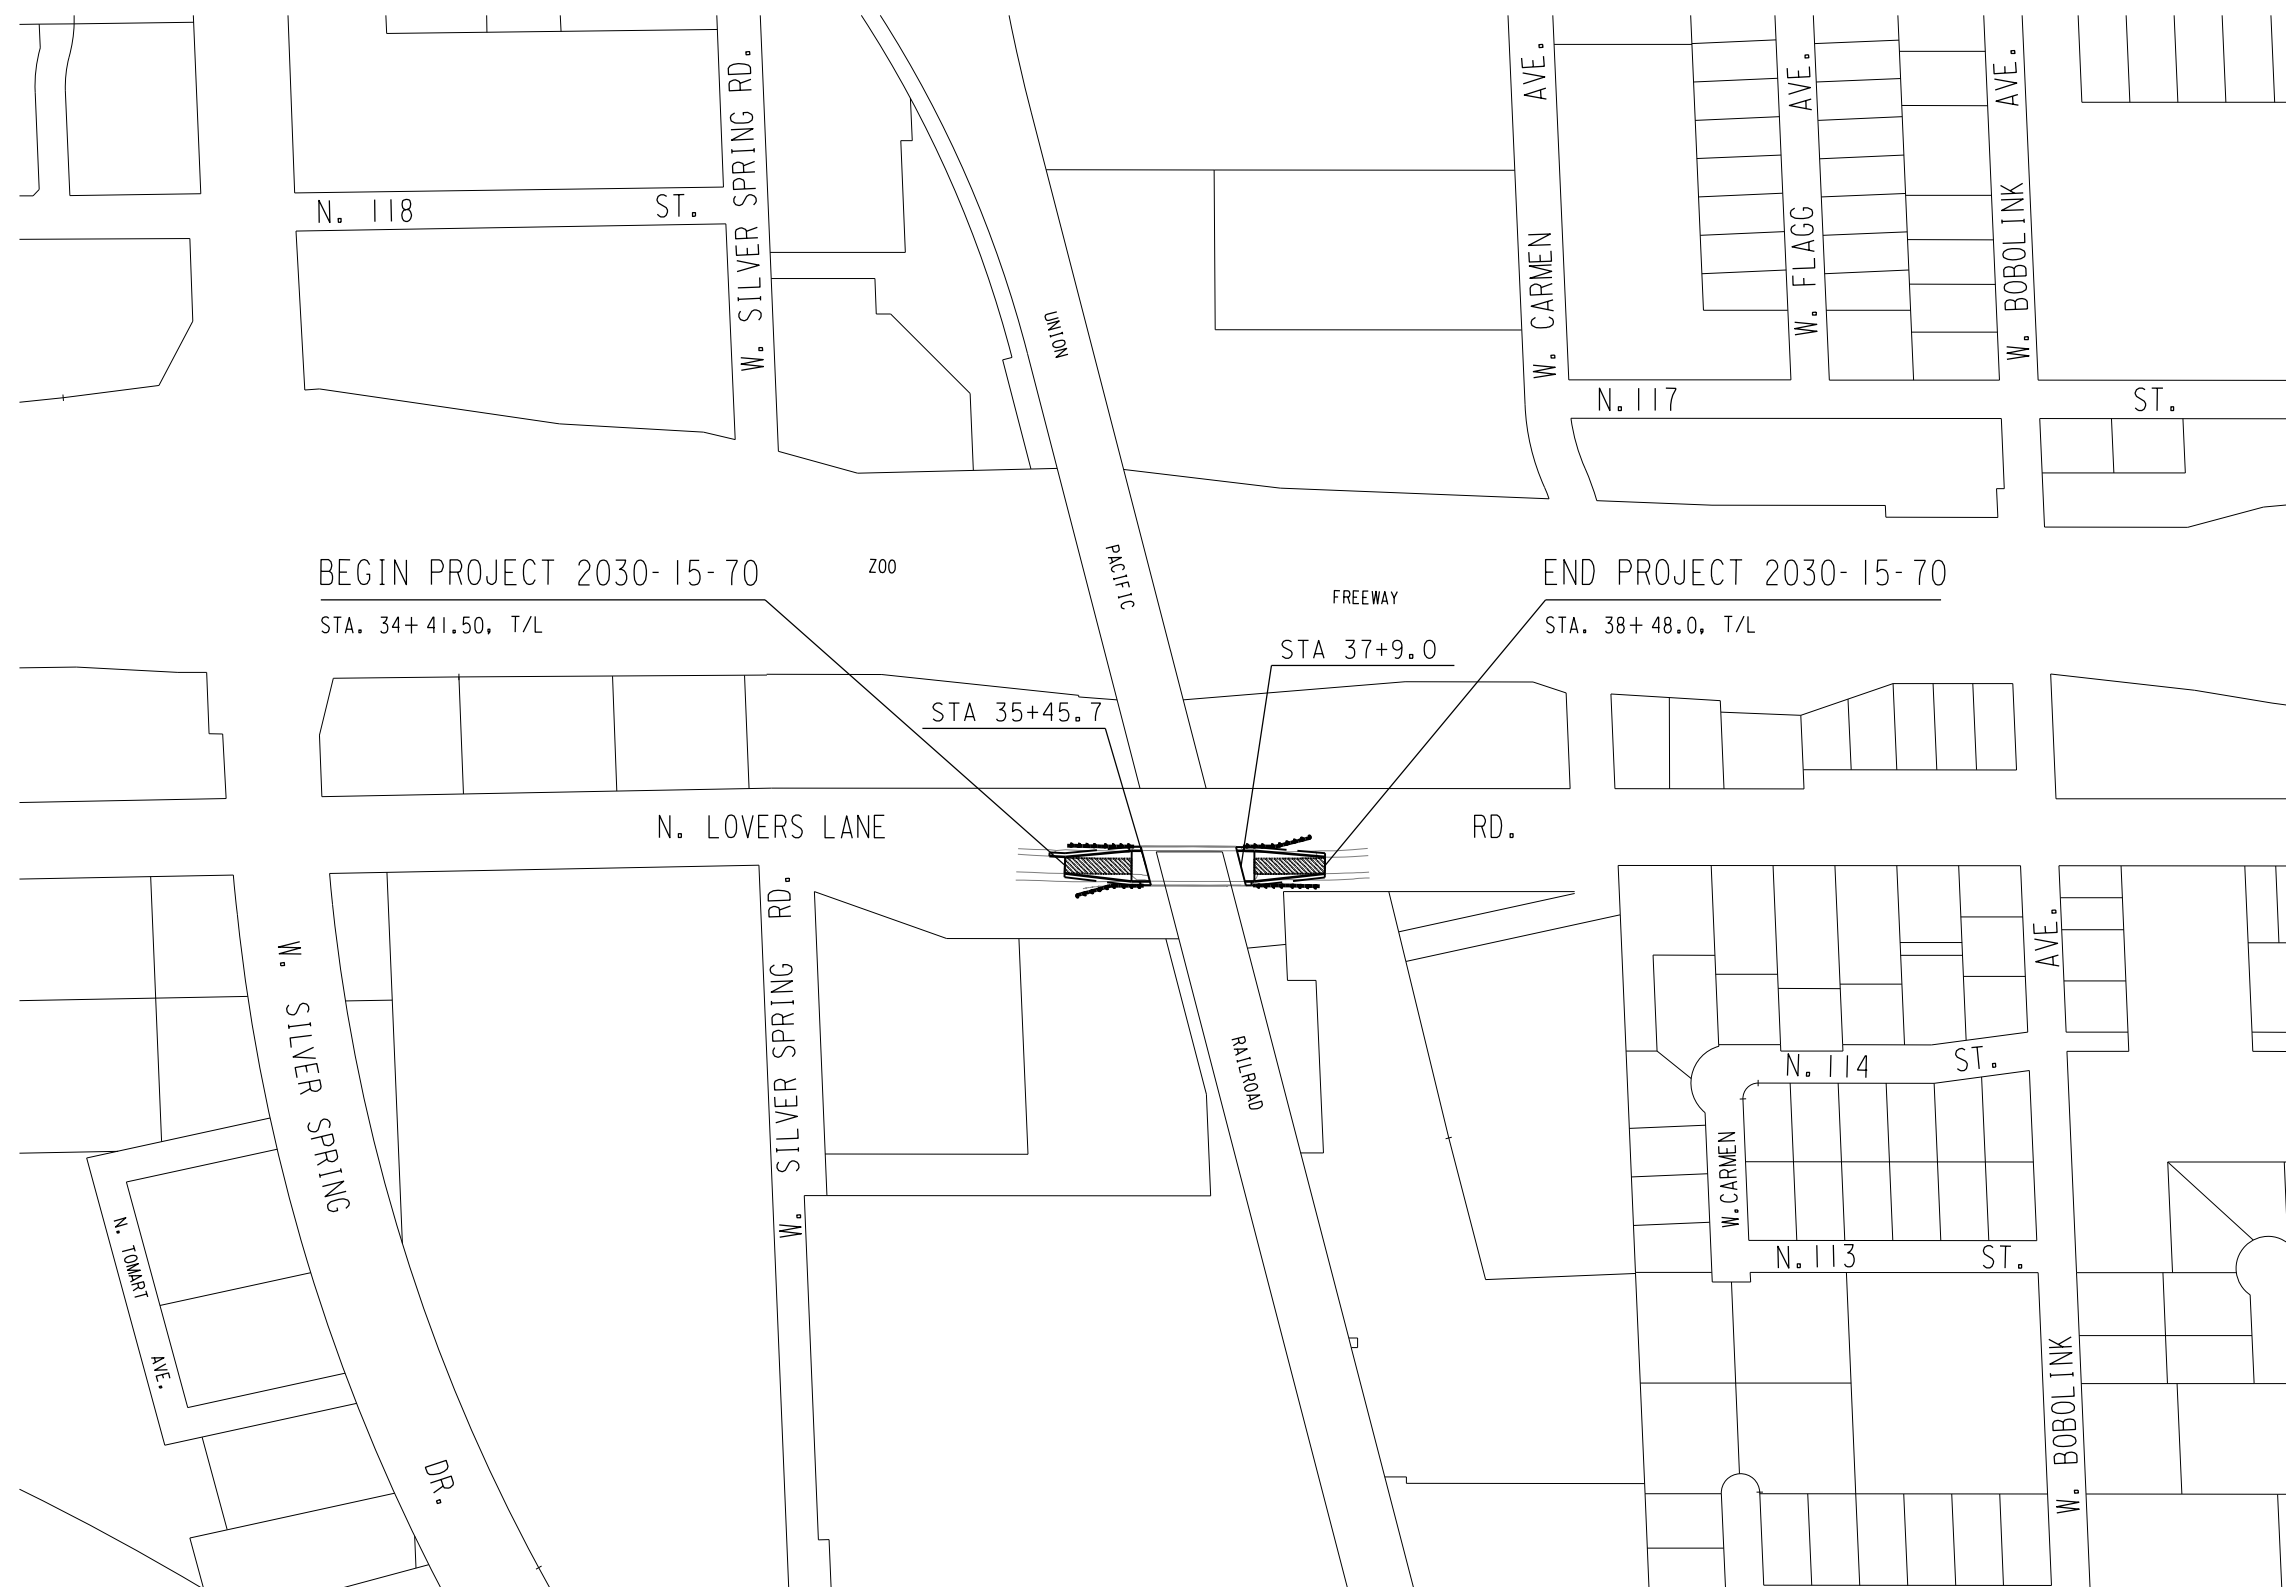 W. SILVER SPRING RD.
N. 118 ST.
UNION
W. CARMEN AVE.
W. FLAGG AVE.
W. BOBOLINK AVE.
N. 117 ST.
BEGIN PROJECT 2030-15-70
STA. 34+41.50, T/L
ZOO
PACIFIC
FREEWAY
END PROJECT 2030-15-70
STA. 38+48.0, T/L
STA 37+9.0
STA 35+45.7
N. LOVERS LANE RD.
W. SILVER SPRING DR.
W. SILVER SPRING RD.
RAILROAD
N. TOMART AVE.
N. 114 ST.
W. CARMEN
N. 113 ST.
W. BOBOLINK AVE.